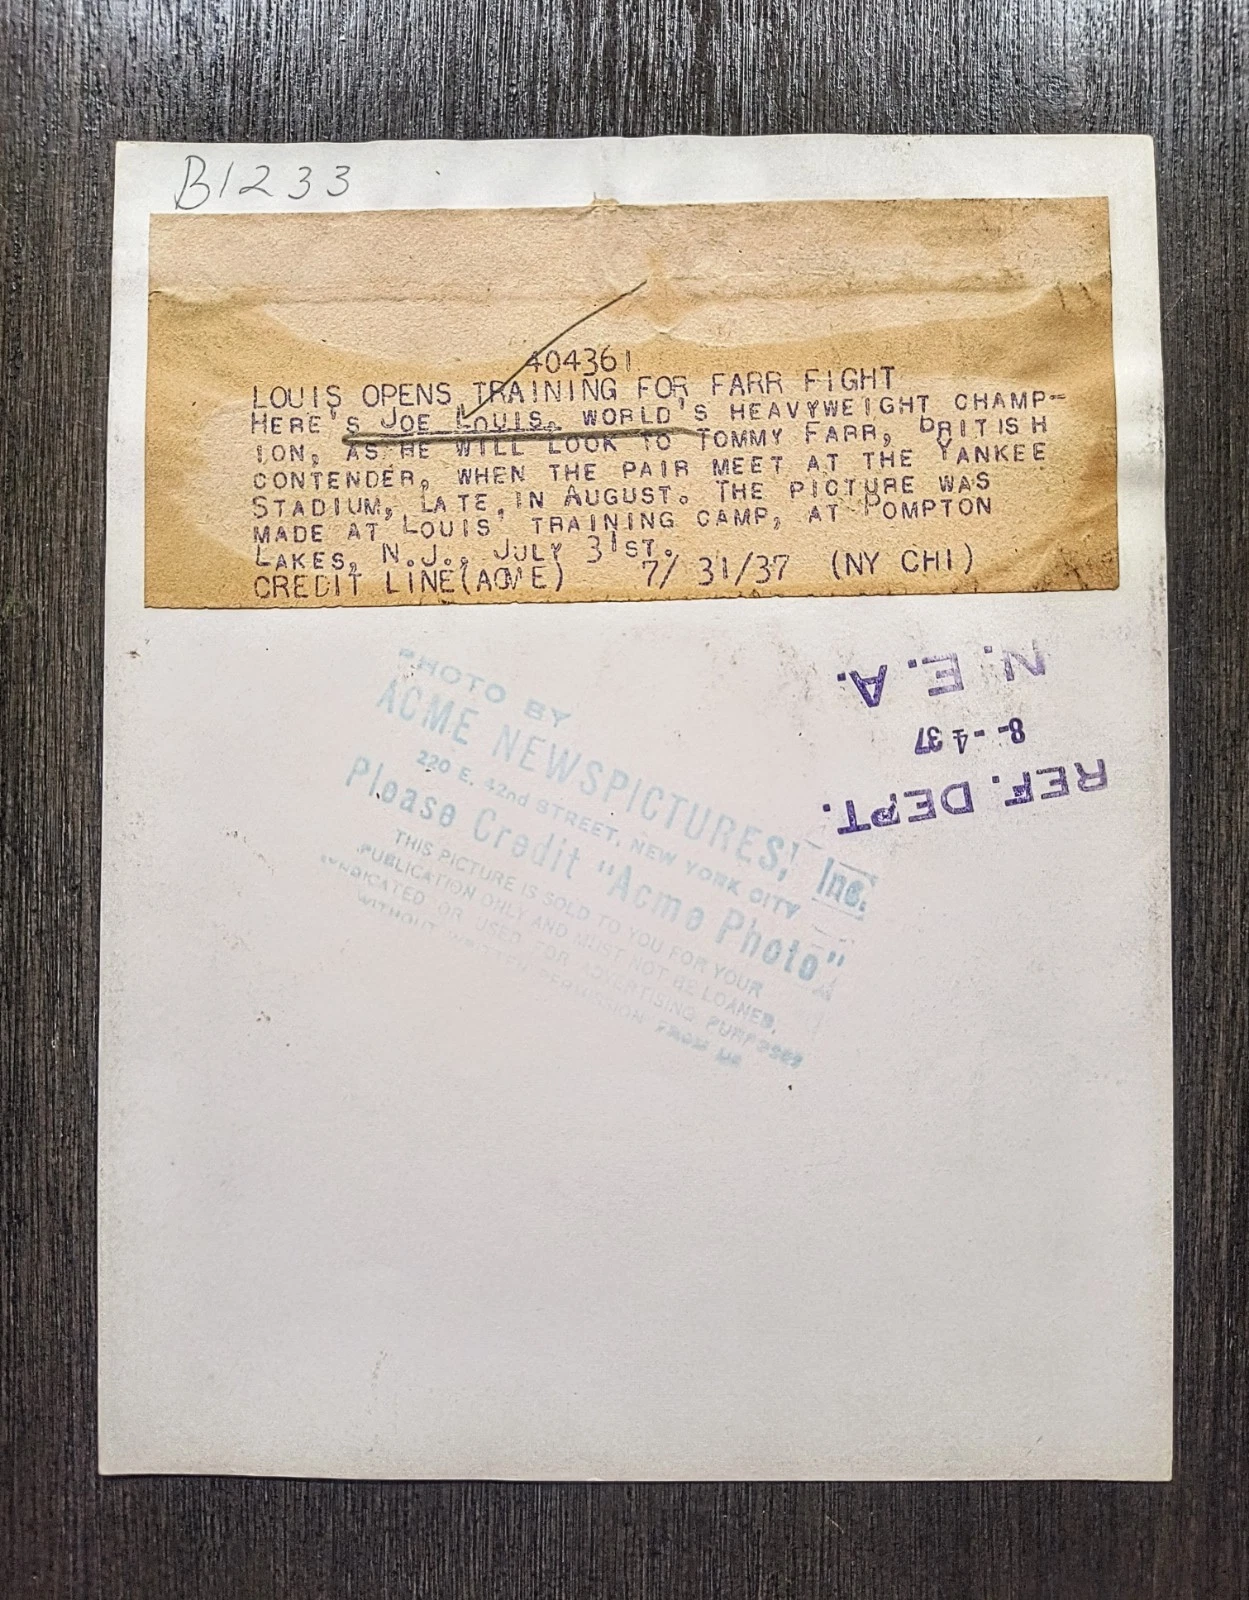 B1233
404361
LOUIS OPENS TRAINING FOR FARR FIGHT
HERE'S JOE LOUIS, WORLD'S HEAVYWEIGHT CHAMP-
ION, AS HE WILL LOOK TO TOMMY FARR, BRITISH
CONTENDER, WHEN THE PAIR MEET AT THE YANKEE
STADIUM, LATE IN AUGUST. THE PICTURE WAS
MADE AT LOUIS' TRAINING CAMP, AT POMPTON
LAKES, N.J., JULY 31ST.
CREDIT LINE(ACME) 7/31/37 (NY CHI)
N.E.A.
8-4-37
REF. DEPT.
PHOTO BY
ACME NEWSPICTURES, Inc.
220 E. 42nd STREET, NEW YORK CITY
Please Credit "Acme Photo"
THIS PICTURE IS SOLD TO YOU FOR YOUR
PUBLICATION ONLY AND MUST NOT BE LOANED,
SYNDICATED OR USED FOR ADVERTISING PURPOSES
WITHOUT WRITTEN PERMISSION FROM US